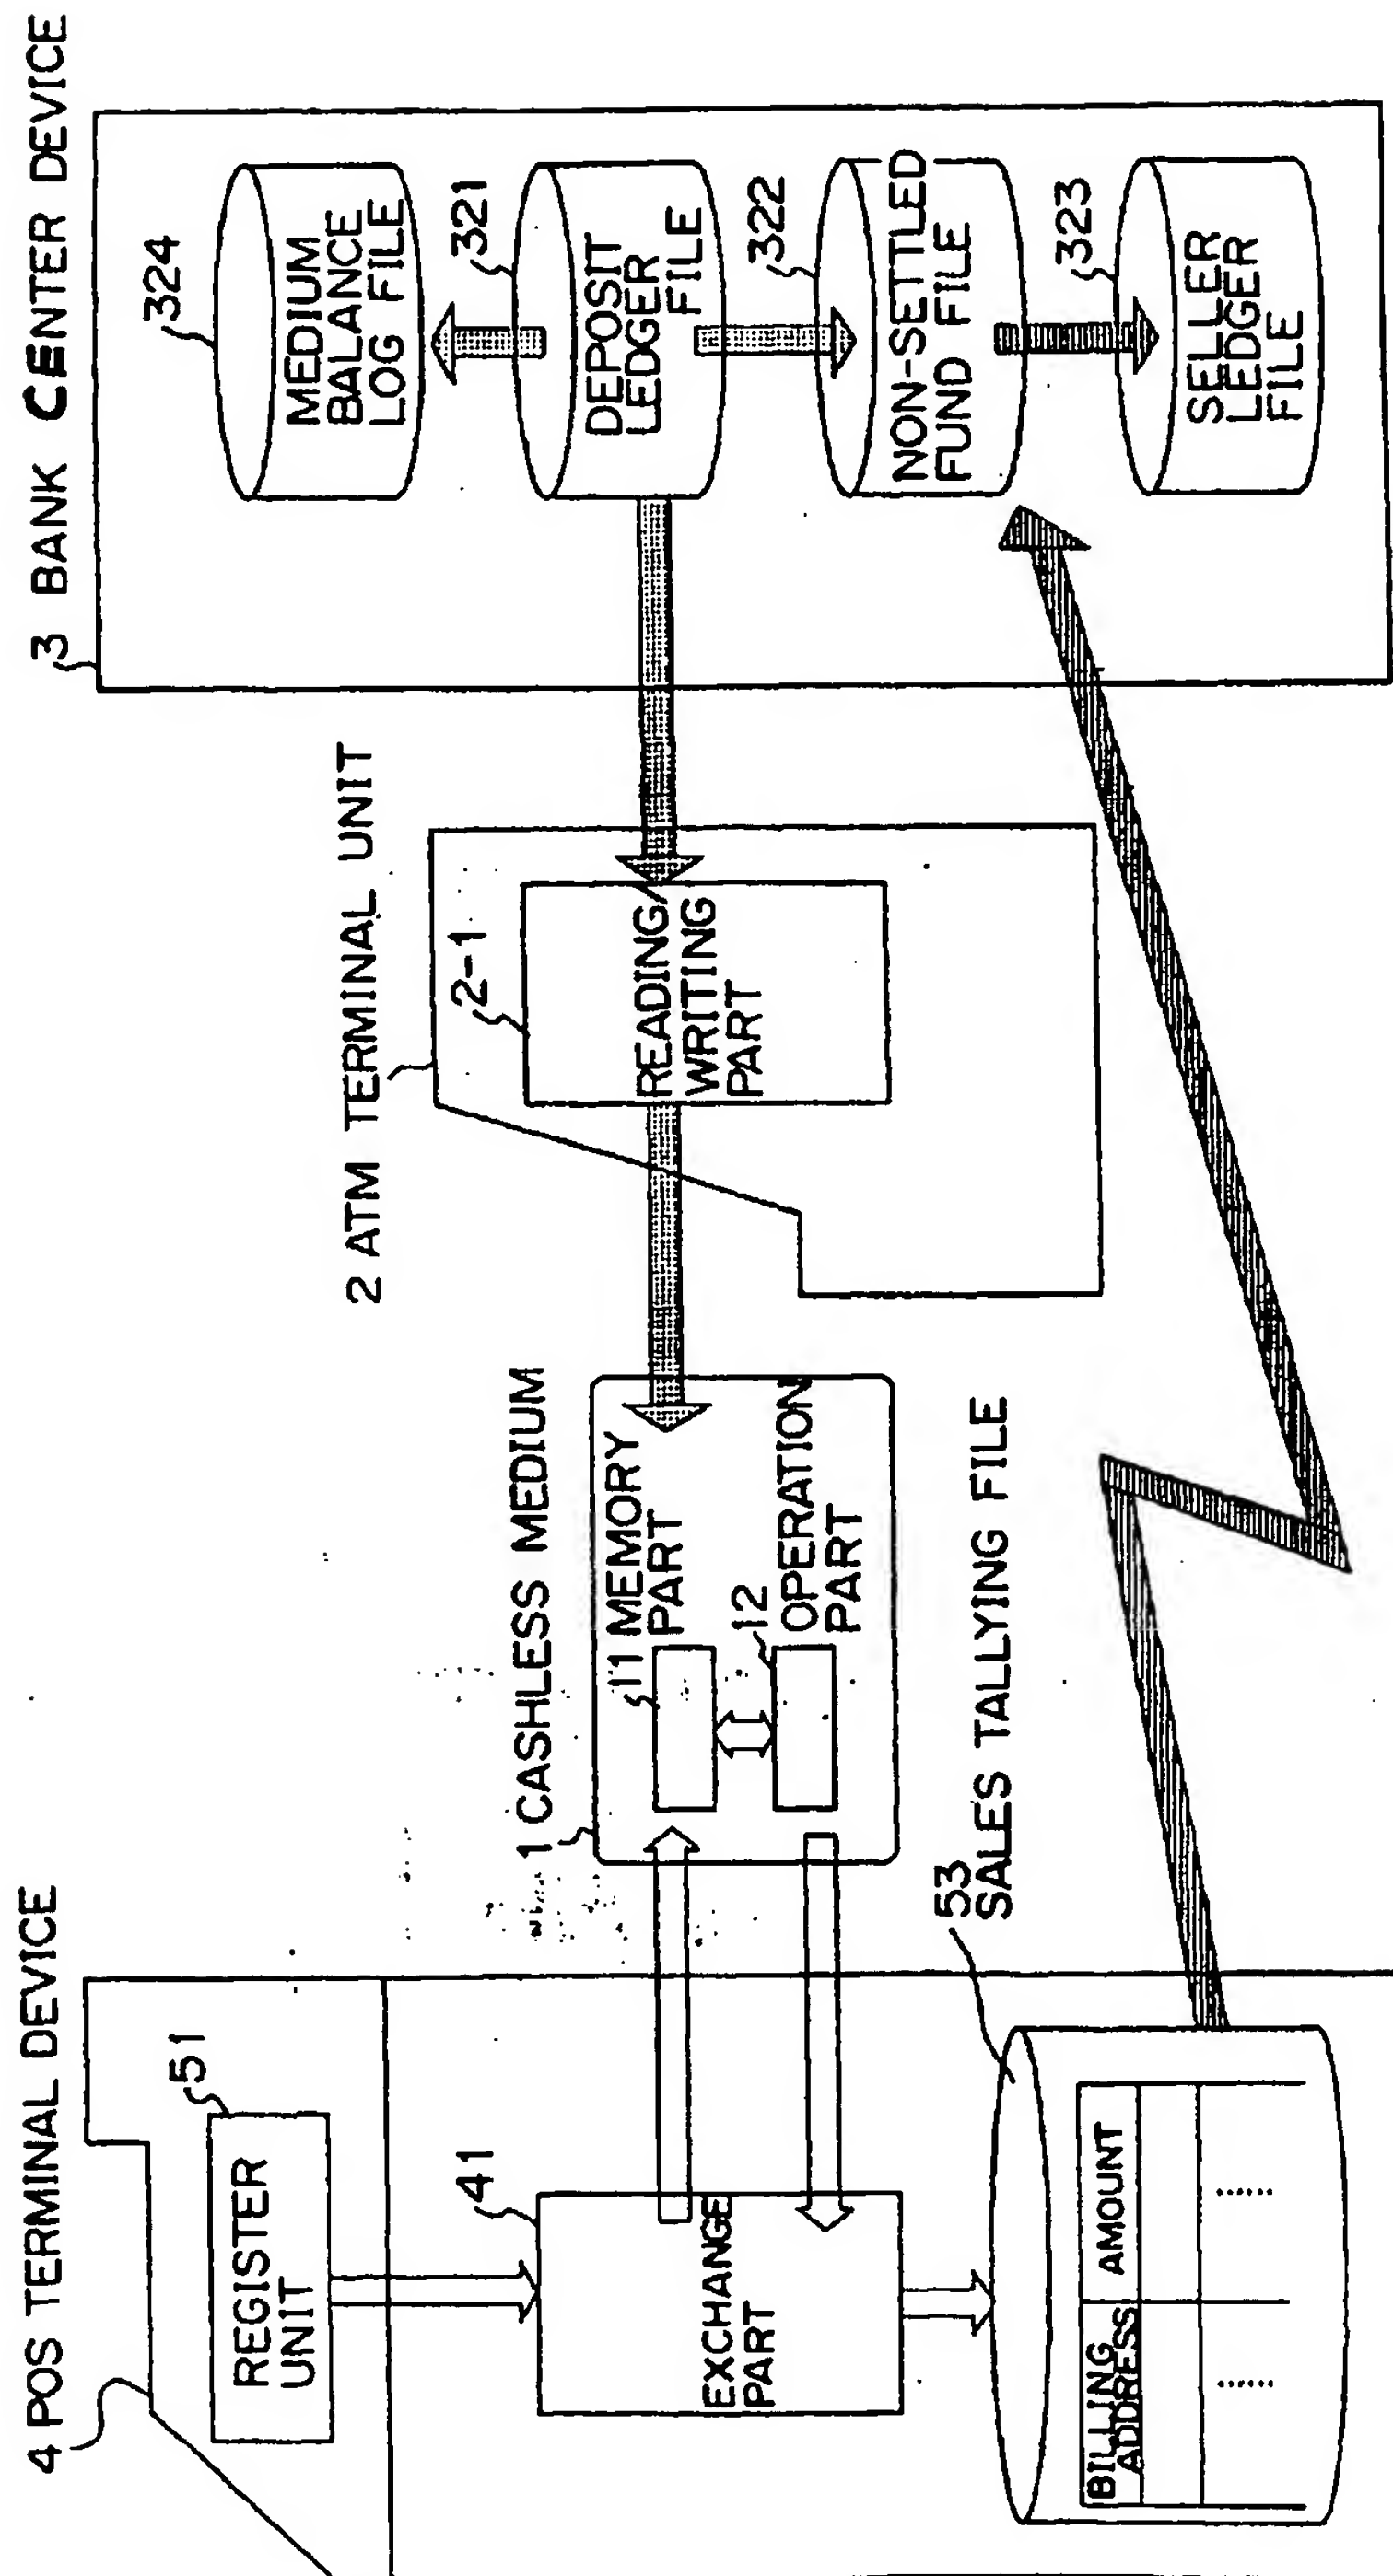 4 POS TERMINAL DEVICE
51
REGISTER
UNIT
41
EXCHANGE
PART
53
SALES TALLYING FILE
BILLING
ADDRESS
AMOUNT
......
......
1 CASHLESS MEDIUM
11 MEMORY
PART
12
OPERATION
PART
2 ATM TERMINAL UNIT
2-1
READING/
WRITING
PART
3 BANK CENTER DEVICE
324
MEDIUM
BALANCE
LOG FILE
321
DEPOSIT
LEDGER
FILE
322
NON-SETTLED
FUND FILE
323
SELLER
LEDGER
FILE